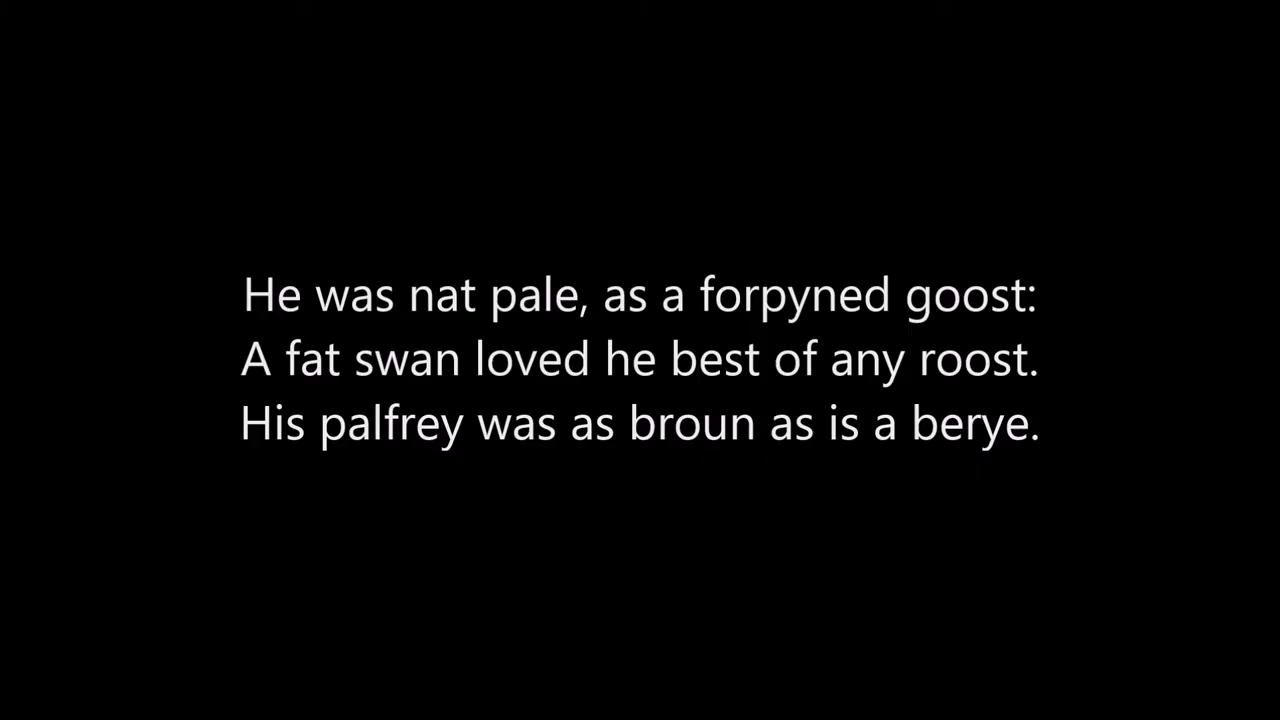 He was nat pale, as a forpyned goost:
A fat swan loved he best of any roost.
His palfrey was as broun as is a berye.